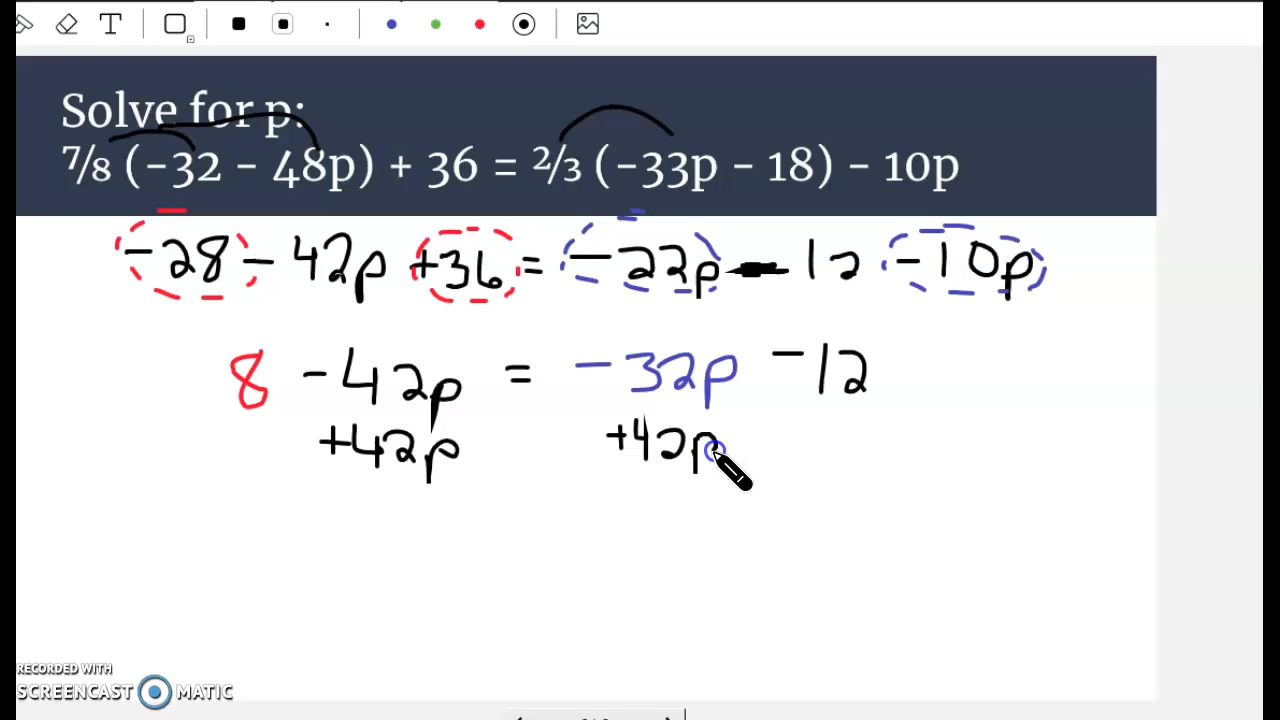 T
Solve for p:
⅞ (-32 - 48p) + 36 = ⅔ (-33p - 18) - 10p
-28 - 42p +36 = -22p - 12 -10p
8 -42p = -32p -12
+42p +42p
RECORDED WITH
SCREENCAST MATIC